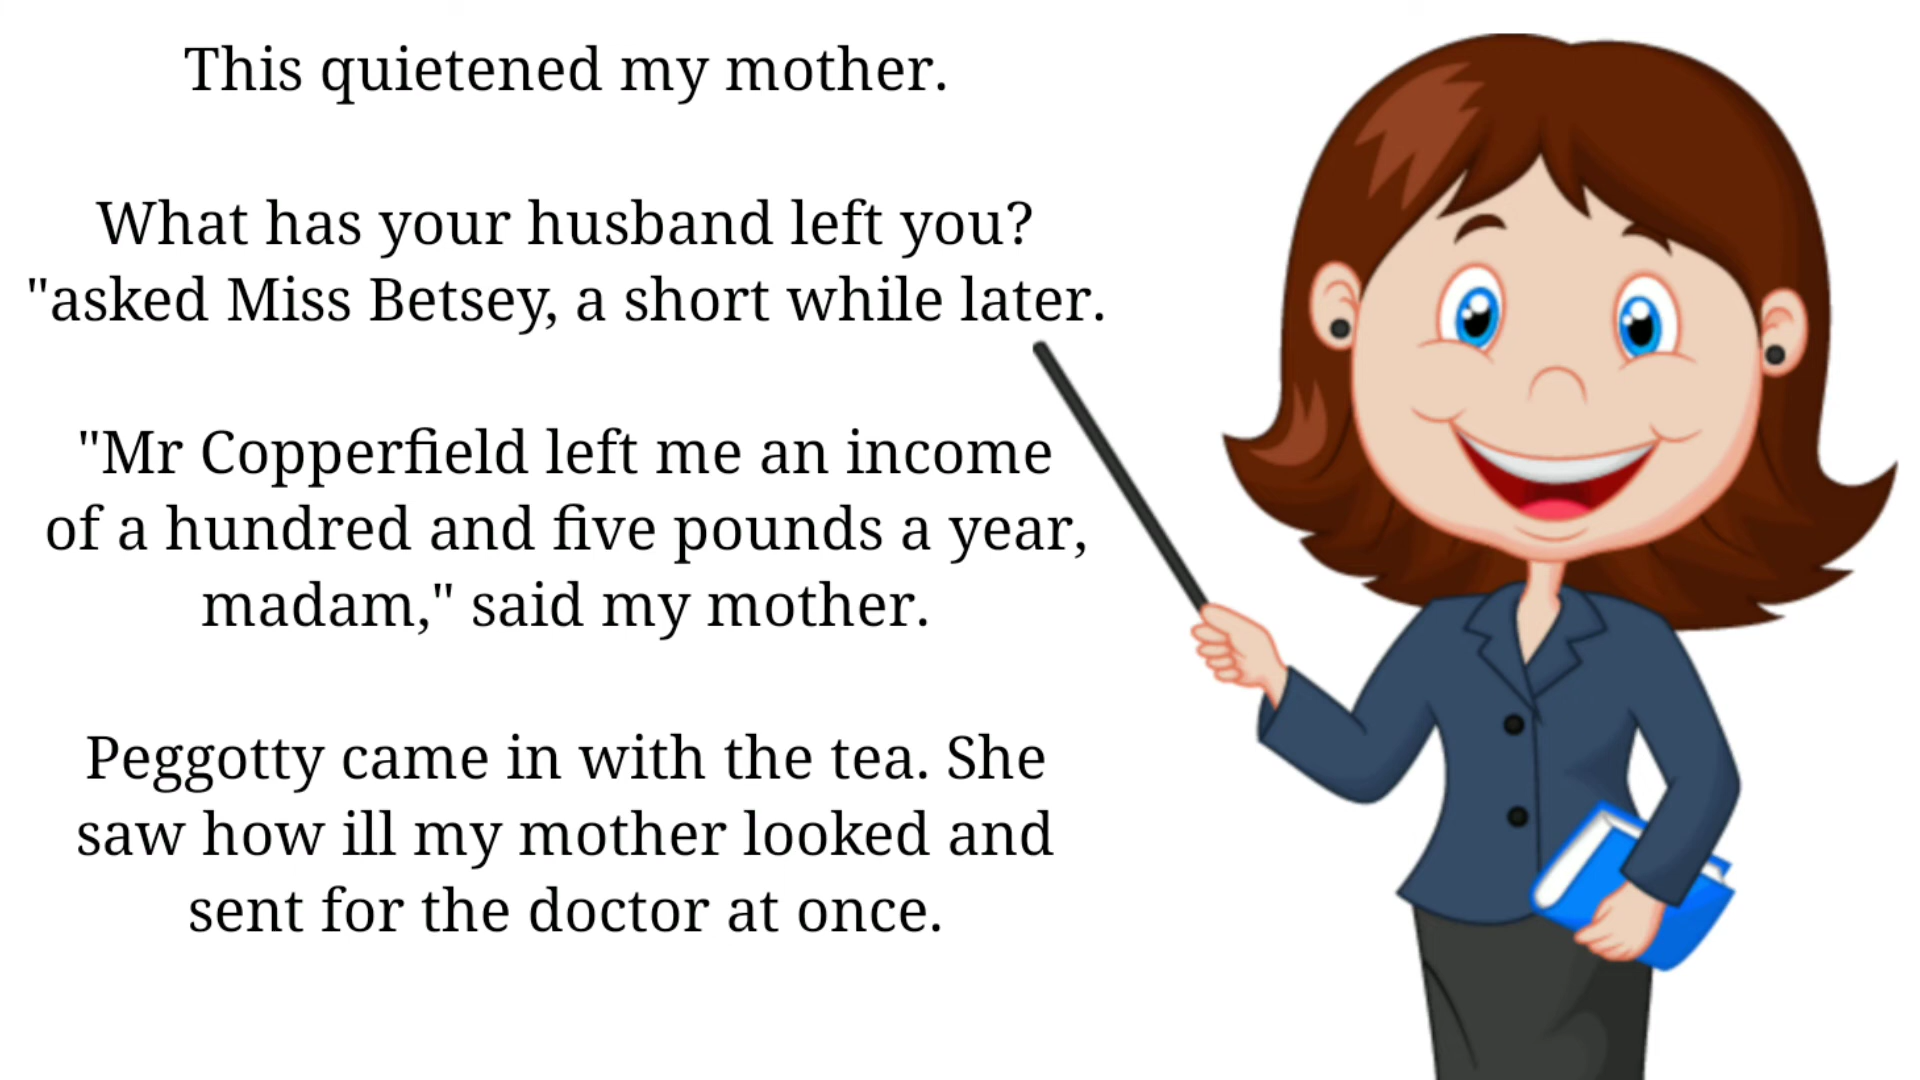 This quietened my mother.
What has your husband left you?
"asked Miss Betsey, a short while later.
"Mr Copperfield left me an income
of a hundred and five pounds a year,
madam," said my mother.
Peggotty came in with the tea. She
saw how ill my mother looked and
sent for the doctor at once.